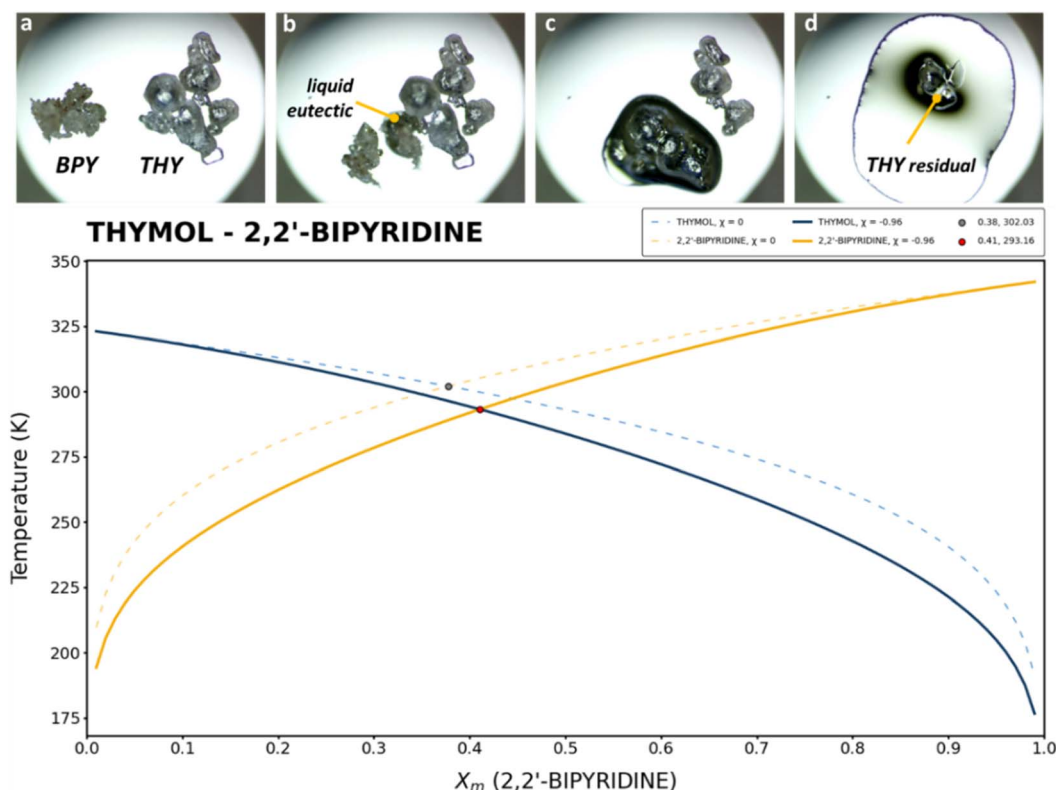 a
b
c
d
liquid
eutectic
BPY
THY
THY residual
THYMOL - 2,2'-BIPYRIDINE
THYMOL, χ = 0
2,2'-BIPYRIDINE, χ = 0
THYMOL, χ = -0.96
2,2'-BIPYRIDINE, χ = -0.96
0.38, 302.03
0.41, 293.16
Temperature (K)
350
325
300
275
250
225
200
175
0.0 0.1 0.2 0.3 0.4 0.5 0.6 0.7 0.8 0.9 1.0
Xm (2,2'-BIPYRIDINE)